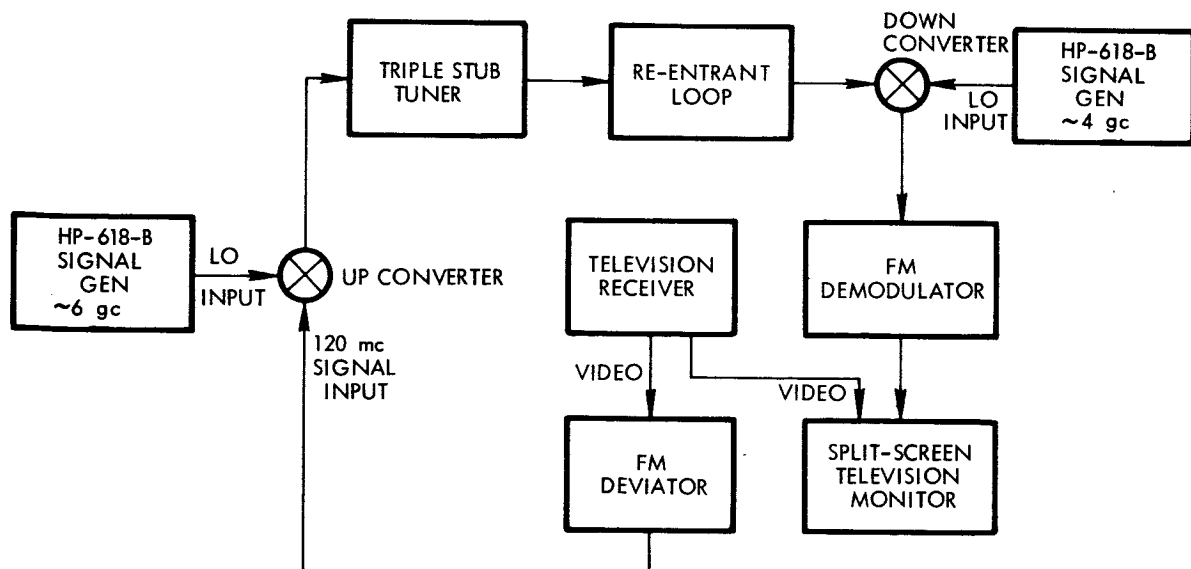 DOWN
CONVERTER
HP-618-B
SIGNAL
GEN
~4 gc
TRIPLE STUB
TUNER
RE-ENTRANT
LOOP
LO
INPUT
HP-618-B
SIGNAL
GEN
~6 gc
LO
INPUT
UP CONVERTER
TELEVISION
RECEIVER
FM
DEMODULATOR
120 mc
SIGNAL
INPUT
VIDEO
VIDEO
FM
DEVIATOR
SPLIT-SCREEN
TELEVISION
MONITOR